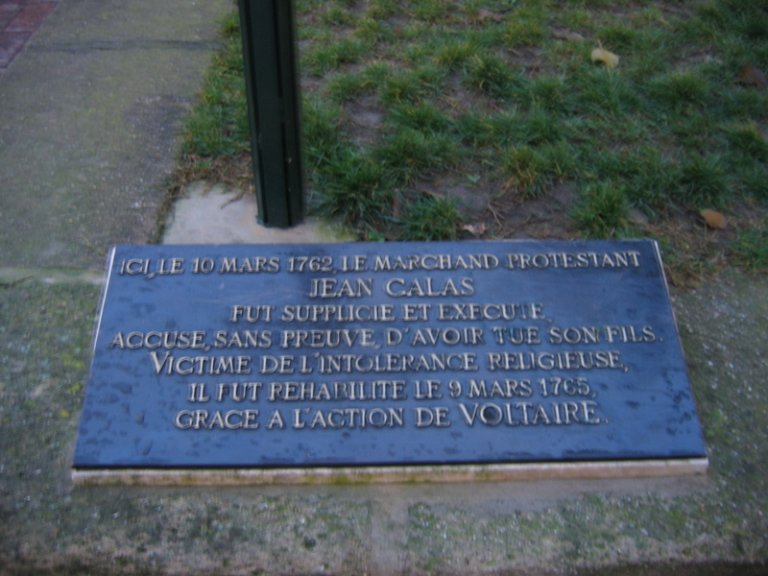 ICI, LE 10 MARS 1762, LE MARCHAND PROTESTANT
JEAN CALAS
FUT SUPPLICIE ET EXECUTE,
ACCUSE, SANS PREUVE, D'AVOIR TUE SON FILS.
VICTIME DE L'INTOLERANCE RELIGIEUSE,
IL FUT REHABILITE LE 9 MARS 1765,
GRACE A L'ACTION DE VOLTAIRE.